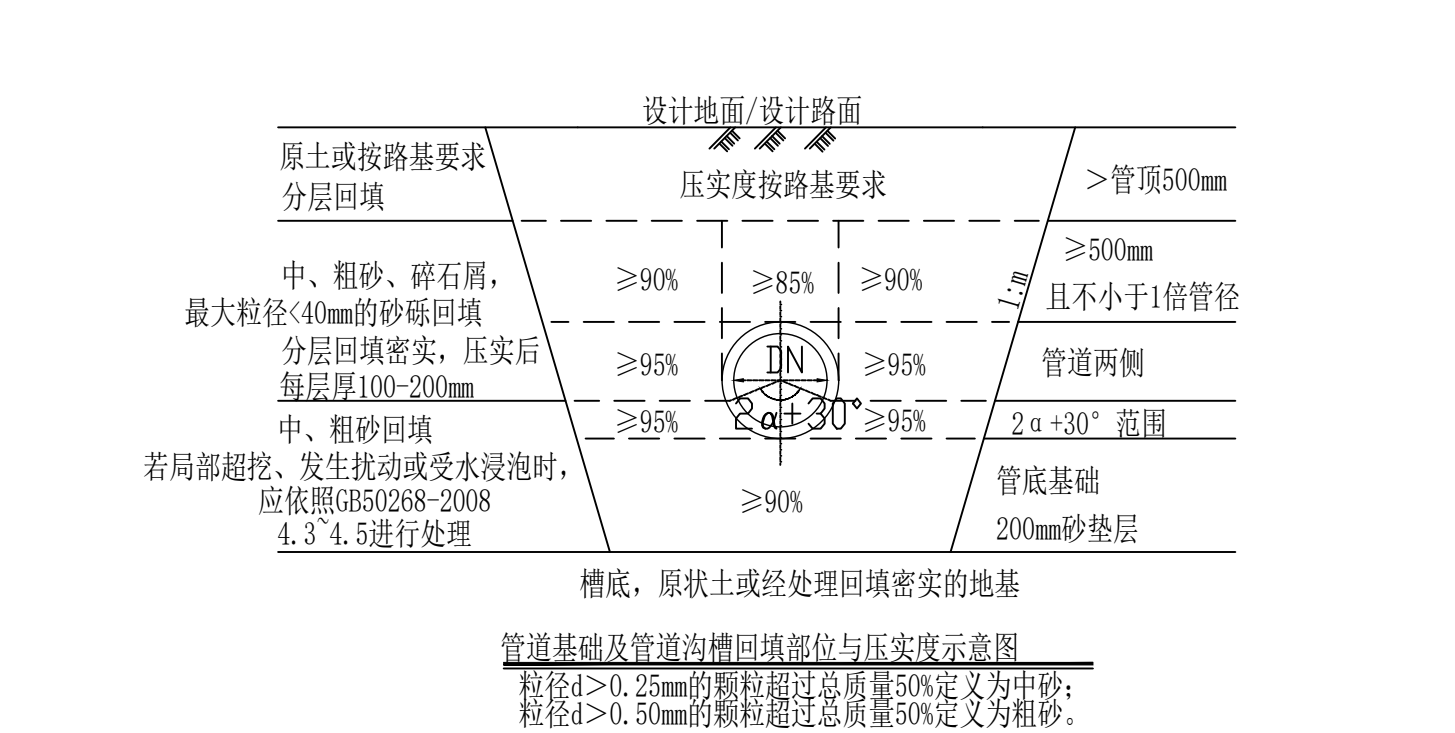 设计地面/设计路面
原土或按路基要求
分层回填
压实度按路基要求
＞管顶500mm
中、粗砂、碎石屑，
最大粒径<40mm的砂砾回填
≥90%
≥85%
≥90%
1:m
≥500mm
且不小于1倍管径
分层回填密实，压实后
每层厚100-200mm
≥95%
DN
≥95%
管道两侧
中、粗砂回填
≥95%
2α+30°
≥95%
2α+30°范围
若局部超挖、发生扰动或受水浸泡时，
应依照GB50268-2008
4.3~4.5进行处理
≥90%
管底基础
200mm砂垫层
槽底，原状土或经处理回填密实的地基
管道基础及管道沟槽回填部位与压实度示意图
粒径d＞0.25mm的颗粒超过总质量50%定义为中砂；
粒径d＞0.50mm的颗粒超过总质量50%定义为粗砂。